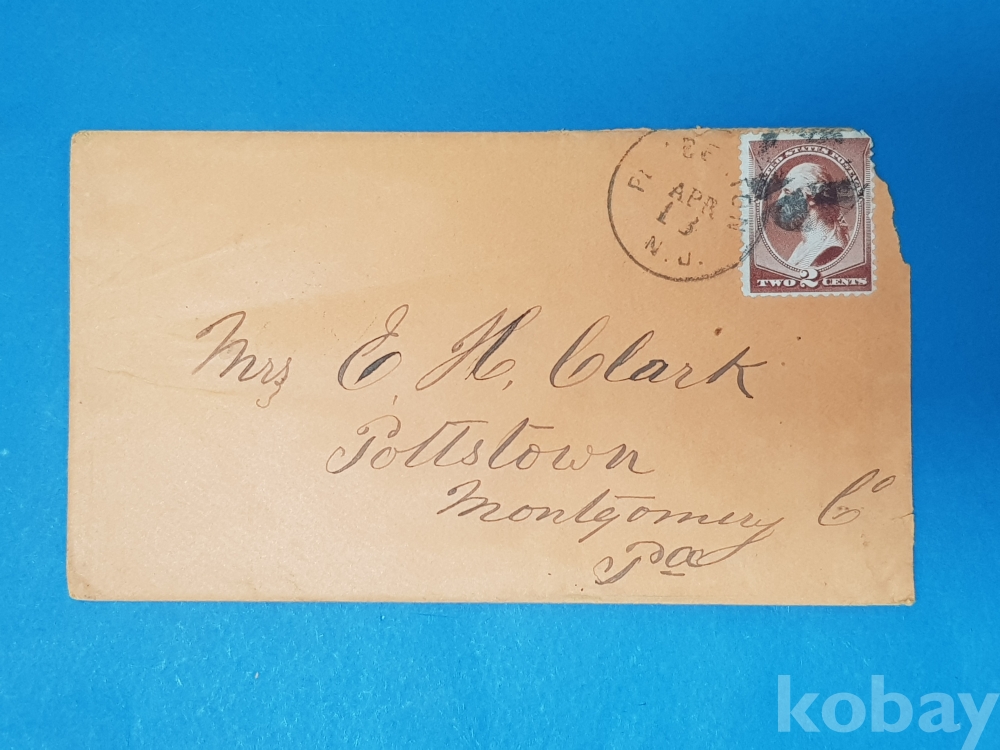 APR
13
N. J.
UNITED STATES POSTAGE
TWO 2 CENTS
Mrs E. H. Clark
Pottstown
Montgomery Co
Pa
kobay